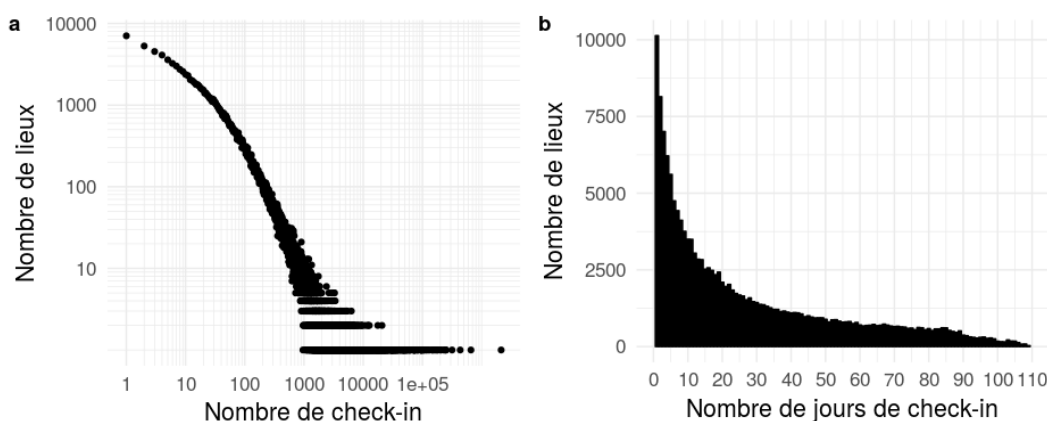 a
10000
1000
100
10
Nombre de lieux
1 10 100 1000 10000 1e+05
Nombre de check-in
b
10000
7500
5000
2500
0
Nombre de lieux
0 10 20 30 40 50 60 70 80 90 100 110
Nombre de jours de check-in